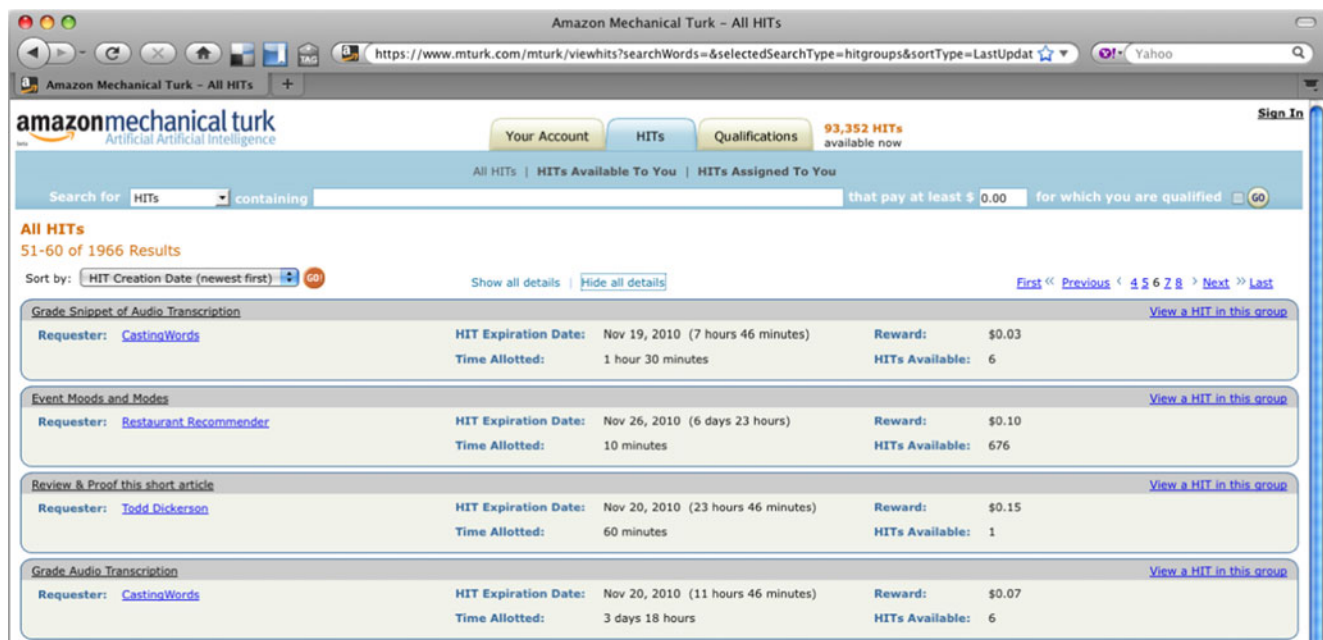 Amazon Mechanical Turk – All HITs
https://www.mturk.com/mturk/viewhits?searchWords=&selectedSearchType=hitgroups&sortType=LastUpdat Yahoo
Amazon Mechanical Turk – All HITs +
Sign In
amazonmechanical turk
beta Artificial Artificial Intelligence
Your Account HITs Qualifications 93,352 HITs
available now
All HITs | HITs Available To You | HITs Assigned To You
Search for HITs containing that pay at least $ 0.00 for which you are qualified GO
All HITs
51-60 of 1966 Results
Sort by: HIT Creation Date (newest first) GO! Show all details | Hide all details First « Previous ‹ 4 5 6 7 8 › Next » Last
Grade Snippet of Audio Transcription View a HIT in this group
Requester: CastingWords HIT Expiration Date: Nov 19, 2010 (7 hours 46 minutes) Reward: $0.03
Time Allotted: 1 hour 30 minutes HITs Available: 6
Event Moods and Modes View a HIT in this group
Requester: Restaurant Recommender HIT Expiration Date: Nov 26, 2010 (6 days 23 hours) Reward: $0.10
Time Allotted: 10 minutes HITs Available: 676
Review & Proof this short article View a HIT in this group
Requester: Todd Dickerson HIT Expiration Date: Nov 20, 2010 (23 hours 46 minutes) Reward: $0.15
Time Allotted: 60 minutes HITs Available: 1
Grade Audio Transcription View a HIT in this group
Requester: CastingWords HIT Expiration Date: Nov 20, 2010 (11 hours 46 minutes) Reward: $0.07
Time Allotted: 3 days 18 hours HITs Available: 6